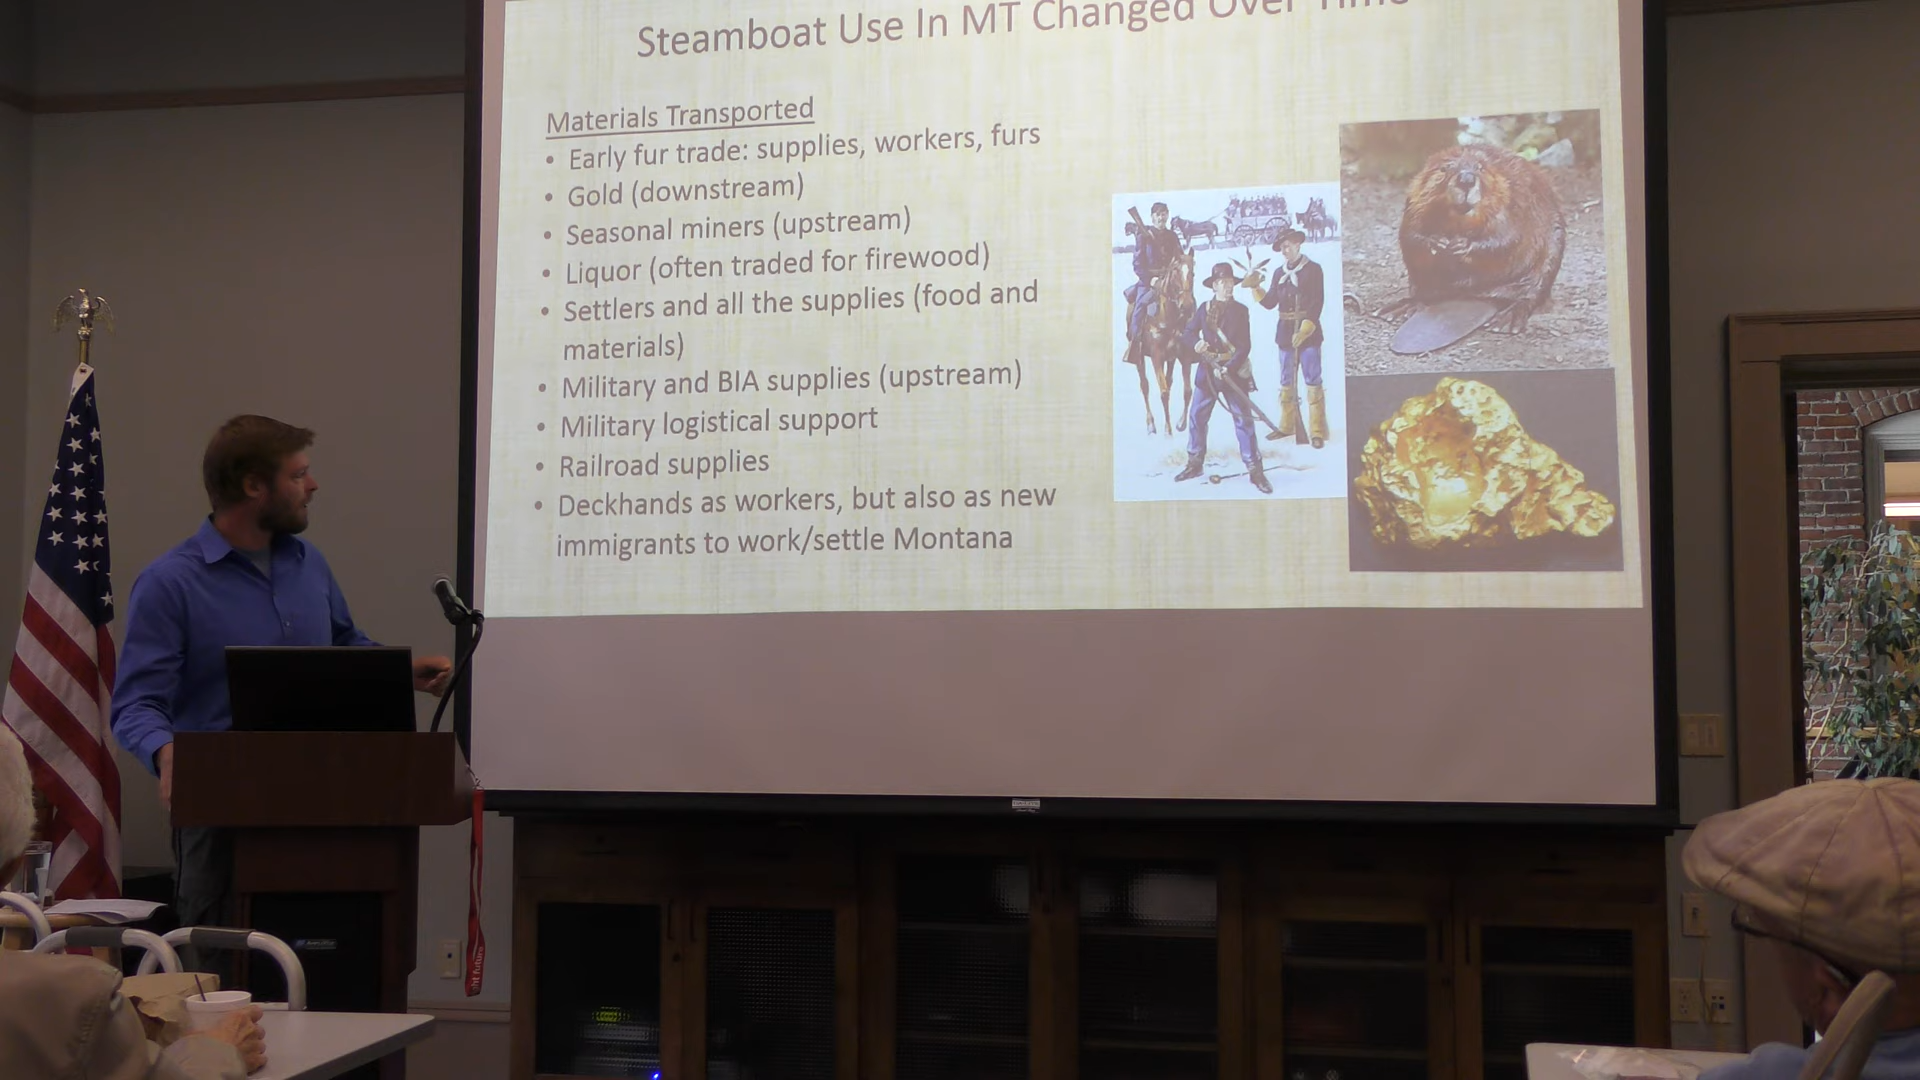 Steamboat Use In MT Changed Over Time
Materials Transported
• Early fur trade: supplies, workers, furs
• Gold (downstream)
• Seasonal miners (upstream)
• Liquor (often traded for firewood)
• Settlers and all the supplies (food and
materials)
• Military and BIA supplies (upstream)
• Military logistical support
• Railroad supplies
• Deckhands as workers, but also as new
immigrants to work/settle Montana